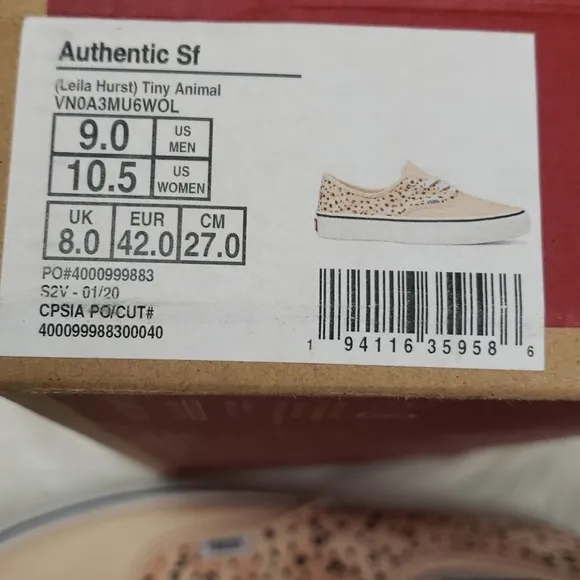 Authentic Sf
(Leila Hurst) Tiny Animal
VN0A3MU6WOL
9.0 US MEN
10.5 US WOMEN
UK 8.0 EUR 42.0 CM 27.0
PO#4000999883
S2V - 01/20
CPSIA PO/CUT#
400099988300040
1 94116 35958 6